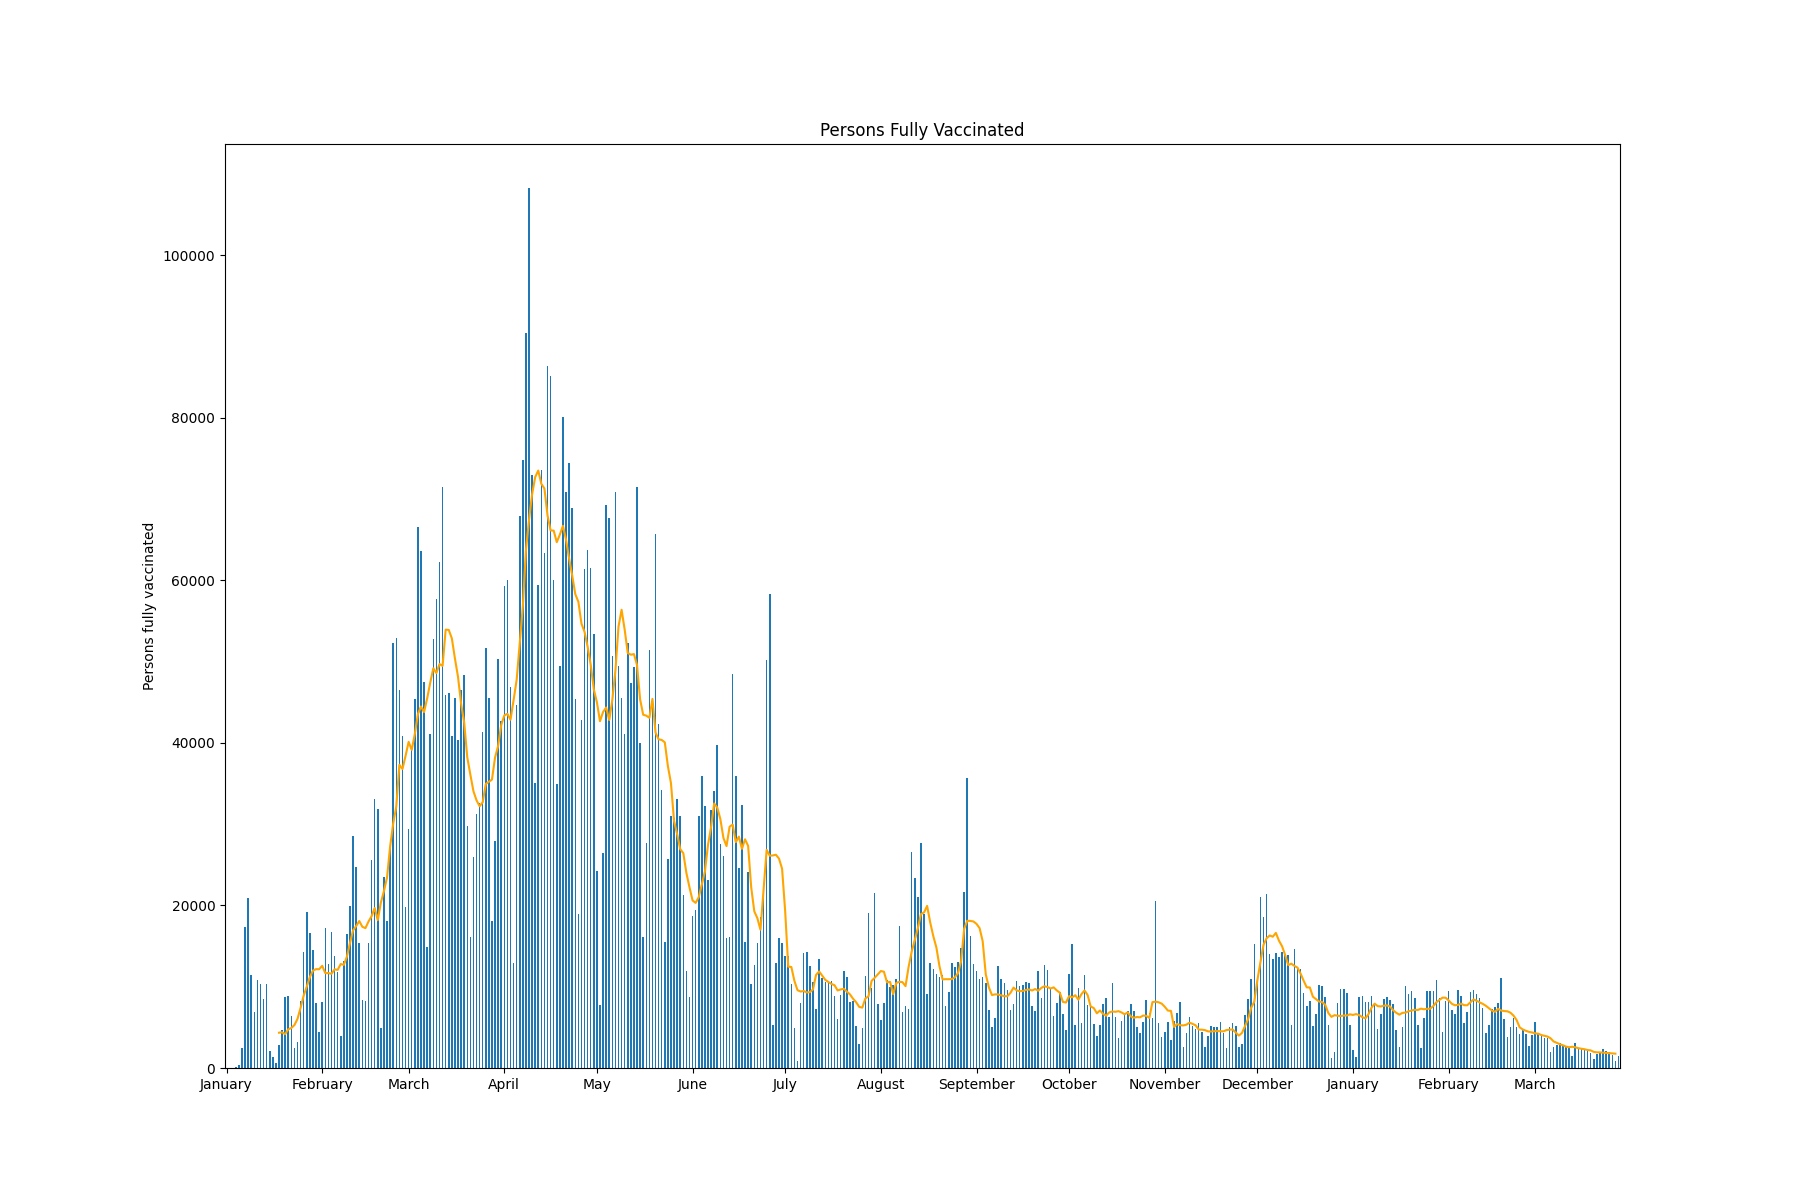 Persons Fully Vaccinated
Persons fully vaccinated
100000
80000
60000
40000
20000
0
January February March April May June July August September October November December January February March